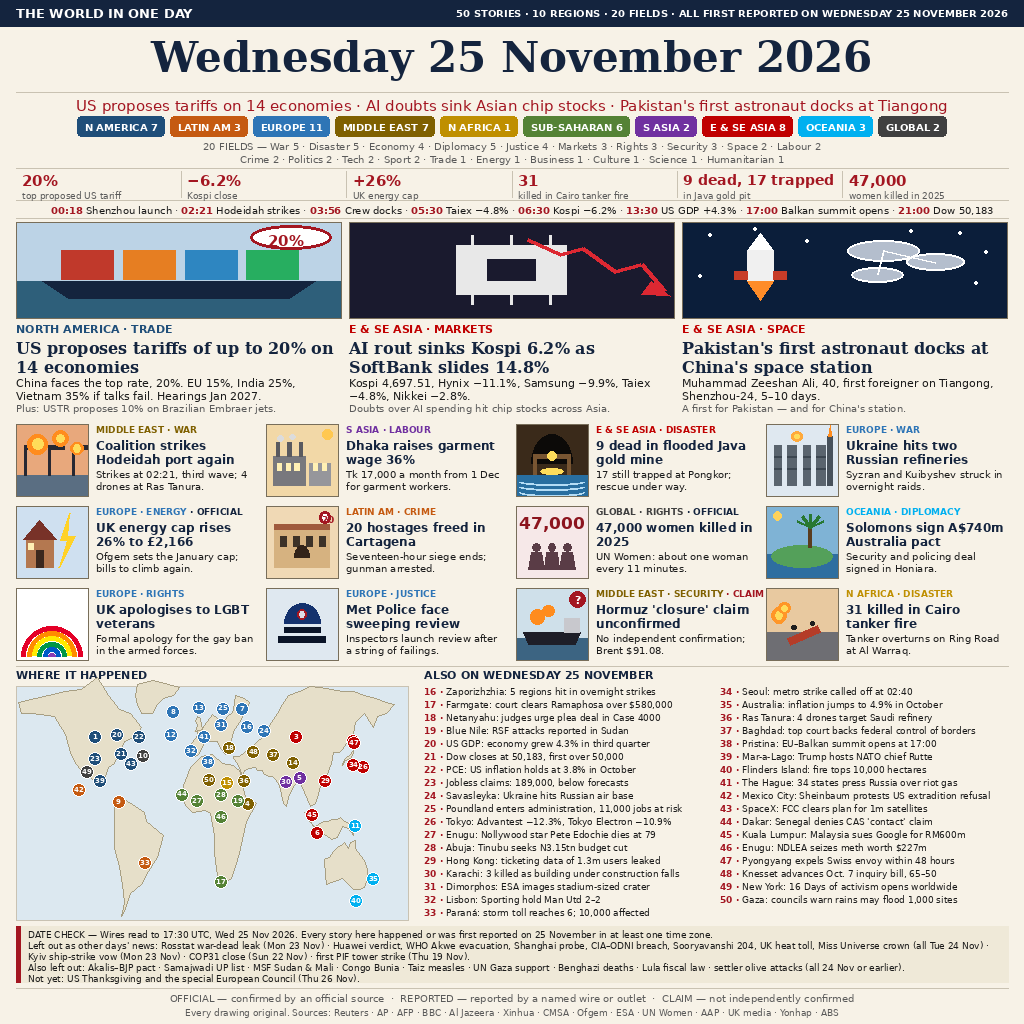 THE WORLD IN ONE DAY
50 STORIES · 10 REGIONS · 20 FIELDS · ALL FIRST REPORTED ON WEDNESDAY 25 NOVEMBER 2026
Wednesday 25 November 2026
US proposes tariffs on 14 economies · AI doubts sink Asian chip stocks · Pakistan's first astronaut docks at Tiangong
N AMERICA 7
LATIN AM 3
EUROPE 11
MIDDLE EAST 7
N AFRICA 1
SUB-SAHARAN 6
S ASIA 2
E & SE ASIA 8
OCEANIA 3
GLOBAL 2
20 FIELDS — War 5 · Disaster 5 · Economy 4 · Diplomacy 5 · Justice 4 · Markets 3 · Rights 3 · Security 3 · Space 2 · Labour 2
Crime 2 · Politics 2 · Tech 2 · Sport 2 · Trade 1 · Energy 1 · Business 1 · Culture 1 · Science 1 · Humanitarian 1
20%
top proposed US tariff
−6.2%
Kospi close
+26%
UK energy cap
31
killed in Cairo tanker fire
9 dead, 17 trapped
in Java gold pit
47,000
women killed in 2025
00:18 Shenzhou launch · 02:21 Hodeidah strikes · 03:56 Crew docks · 05:30 Taiex −4.8% · 06:30 Kospi −6.2% · 13:30 US GDP +4.3% · 17:00 Balkan summit opens · 21:00 Dow 50,183
20%
NORTH AMERICA · TRADE
US proposes tariffs of up to 20% on
14 economies
China faces the top rate, 20%. EU 15%, India 25%,
Vietnam 35% if talks fail. Hearings Jan 2027.
Plus: USTR proposes 10% on Brazilian Embraer jets.
E & SE ASIA · MARKETS
AI rout sinks Kospi 6.2% as
SoftBank slides 14.8%
Kospi 4,697.51, Hynix −11.1%, Samsung −9.9%, Taiex
−4.8%, Nikkei −2.8%.
Doubts over AI spending hit chip stocks across Asia.
E & SE ASIA · SPACE
Pakistan's first astronaut docks at
China's space station
Muhammad Zeeshan Ali, 40, first foreigner on Tiangong,
Shenzhou-24, 5–10 days.
A first for Pakistan — and for China's station.
MIDDLE EAST · WAR
Coalition strikes
Hodeidah port again
Strikes at 02:21, third wave; 4
drones at Ras Tanura.
S ASIA · LABOUR
Dhaka raises garment
wage 36%
Tk 17,000 a month from 1 Dec
for garment workers.
E & SE ASIA · DISASTER
9 dead in flooded Java
gold mine
17 still trapped at Pongkor;
rescue under way.
EUROPE · WAR
Ukraine hits two
Russian refineries
Syzran and Kuibyshev struck in
overnight raids.
EUROPE · ENERGY · OFFICIAL
UK energy cap rises
26% to £2,166
Ofgem sets the January cap;
bills to climb again.
LATIN AM · CRIME
20 hostages freed in
Cartagena
Seventeen-hour siege ends;
gunman arrested.
47,000
GLOBAL · RIGHTS · OFFICIAL
47,000 women killed in
2025
UN Women: about one woman
every 11 minutes.
OCEANIA · DIPLOMACY
Solomons sign A$740m
Australia pact
Security and policing deal
signed in Honiara.
EUROPE · RIGHTS
UK apologises to LGBT
veterans
Formal apology for the gay ban
in the armed forces.
EUROPE · JUSTICE
Met Police face
sweeping review
Inspectors launch review after
a string of failings.
?
MIDDLE EAST · SECURITY · CLAIM
Hormuz 'closure' claim
unconfirmed
No independent confirmation;
Brent $91.08.
N AFRICA · DISASTER
31 killed in Cairo
tanker fire
Tanker overturns on Ring Road
at Al Warraq.
WHERE IT HAPPENED
8
13
25
7
1
20
22
12
41
31
16
24
3
47
23
21
10
43
32
38
18
48
37
14
34
26
49
39
42
50
15
36
30
5
29
9
44
27
28
19
4
46
45
6
11
33
17
35
40
ALSO ON WEDNESDAY 25 NOVEMBER
16 · Zaporizhzhia: 5 regions hit in overnight strikes
17 · Farmgate: court clears Ramaphosa over $580,000
18 · Netanyahu: judges urge plea deal in Case 4000
19 · Blue Nile: RSF attacks reported in Sudan
20 · US GDP: economy grew 4.3% in third quarter
21 · Dow closes at 50,183, first over 50,000
22 · PCE: US inflation holds at 3.8% in October
23 · Jobless claims: 189,000, below forecasts
24 · Savasleyka: Ukraine hits Russian air base
25 · Poundland enters administration, 11,000 jobs at risk
26 · Tokyo: Advantest −12.3%, Tokyo Electron −10.9%
27 · Enugu: Nollywood star Pete Edochie dies at 79
28 · Abuja: Tinubu seeks N3.15tn budget cut
29 · Hong Kong: ticketing data of 1.3m users leaked
30 · Karachi: 3 killed as building under construction falls
31 · Dimorphos: ESA images stadium-sized crater
32 · Lisbon: Sporting hold Man Utd 2–2
33 · Paraná: storm toll reaches 6; 10,000 affected
34 · Seoul: metro strike called off at 02:40
35 · Australia: inflation jumps to 4.9% in October
36 · Ras Tanura: 4 drones target Saudi refinery
37 · Baghdad: top court backs federal control of borders
38 · Pristina: EU–Balkan summit opens at 17:00
39 · Mar-a-Lago: Trump hosts NATO chief Rutte
40 · Flinders Island: fire tops 10,000 hectares
41 · The Hague: 34 states press Russia over riot gas
42 · Mexico City: Sheinbaum protests US extradition refusal
43 · SpaceX: FCC clears plan for 1m satellites
44 · Dakar: Senegal denies CAS 'contact' claim
45 · Kuala Lumpur: Malaysia sues Google for RM600m
46 · Enugu: NDLEA seizes meth worth $227m
47 · Pyongyang expels Swiss envoy within 48 hours
48 · Knesset advances Oct. 7 inquiry bill, 65–50
49 · New York: 16 Days of activism opens worldwide
50 · Gaza: councils warn rains may flood 1,000 sites
DATE CHECK — Wires read to 17:30 UTC, Wed 25 Nov 2026. Every story here happened or was first reported on 25 November in at least one time zone.
Left out as other days' news: Rosstat war-dead leak (Mon 23 Nov) · Huawei verdict, WHO Akwe evacuation, Shanghai probe, CIA–ODNI breach, Sooryavanshi 204, UK heat toll, Miss Universe crown (all Tue 24 Nov) ·
Kyiv ship-strike vow (Mon 23 Nov) · COP31 close (Sun 22 Nov) · first PIF tower strike (Thu 19 Nov).
Also left out: Akalis–BJP pact · Samajwadi UP list · MSF Sudan & Mali · Congo Bunia · Taiz measles · UN Gaza support · Benghazi deaths · Lula fiscal law · settler olive attacks (all 24 Nov or earlier).
Not yet: US Thanksgiving and the special European Council (Thu 26 Nov).
OFFICIAL — confirmed by an official source · REPORTED — reported by a named wire or outlet · CLAIM — not independently confirmed
Every drawing original. Sources: Reuters · AP · AFP · BBC · Al Jazeera · Xinhua · CMSA · Ofgem · ESA · UN Women · AAP · UK media · Yonhap · ABS